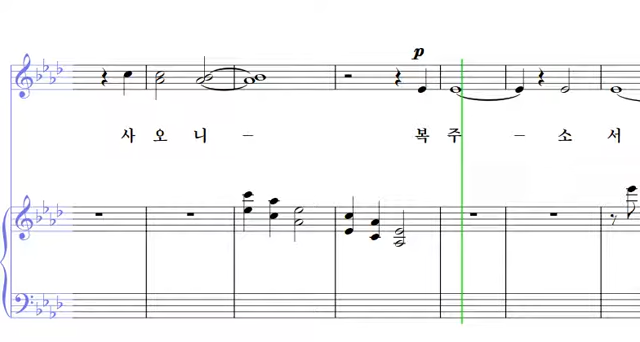 p
사 오 니 – 복 주 – 소 서